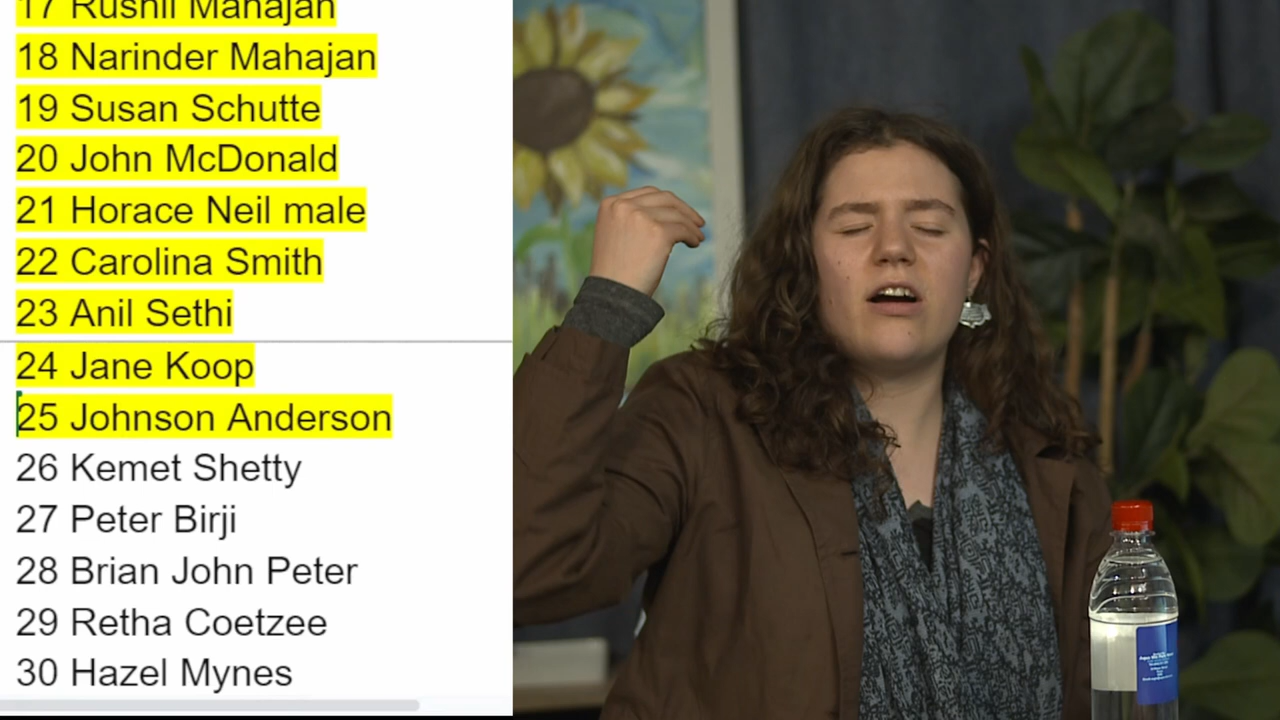 17 Rushil Mahajan
18 Narinder Mahajan
19 Susan Schutte
20 John McDonald
21 Horace Neil male
22 Carolina Smith
23 Anil Sethi
24 Jane Koop
25 Johnson Anderson
26 Kemet Shetty
27 Peter Birji
28 Brian John Peter
29 Retha Coetzee
30 Hazel Mynes